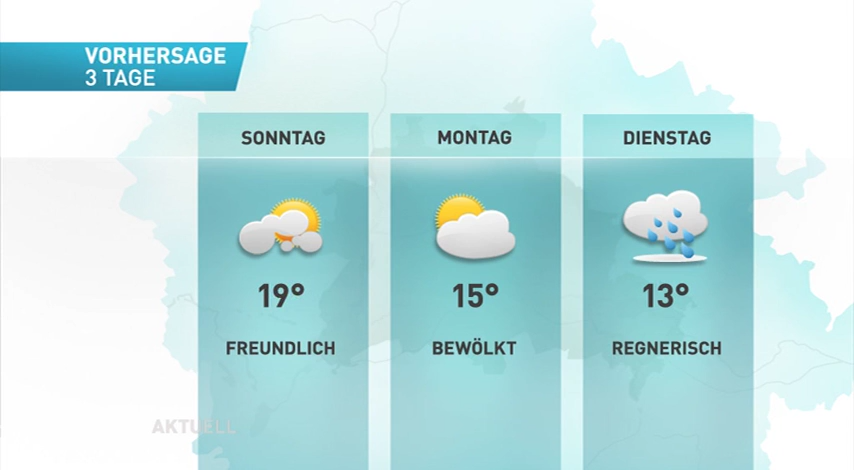 VORHERSAGE
3 TAGE
SONNTAG
MONTAG
DIENSTAG
19°
15°
13°
FREUNDLICH
BEWÖLKT
REGNERISCH
AKTUELL